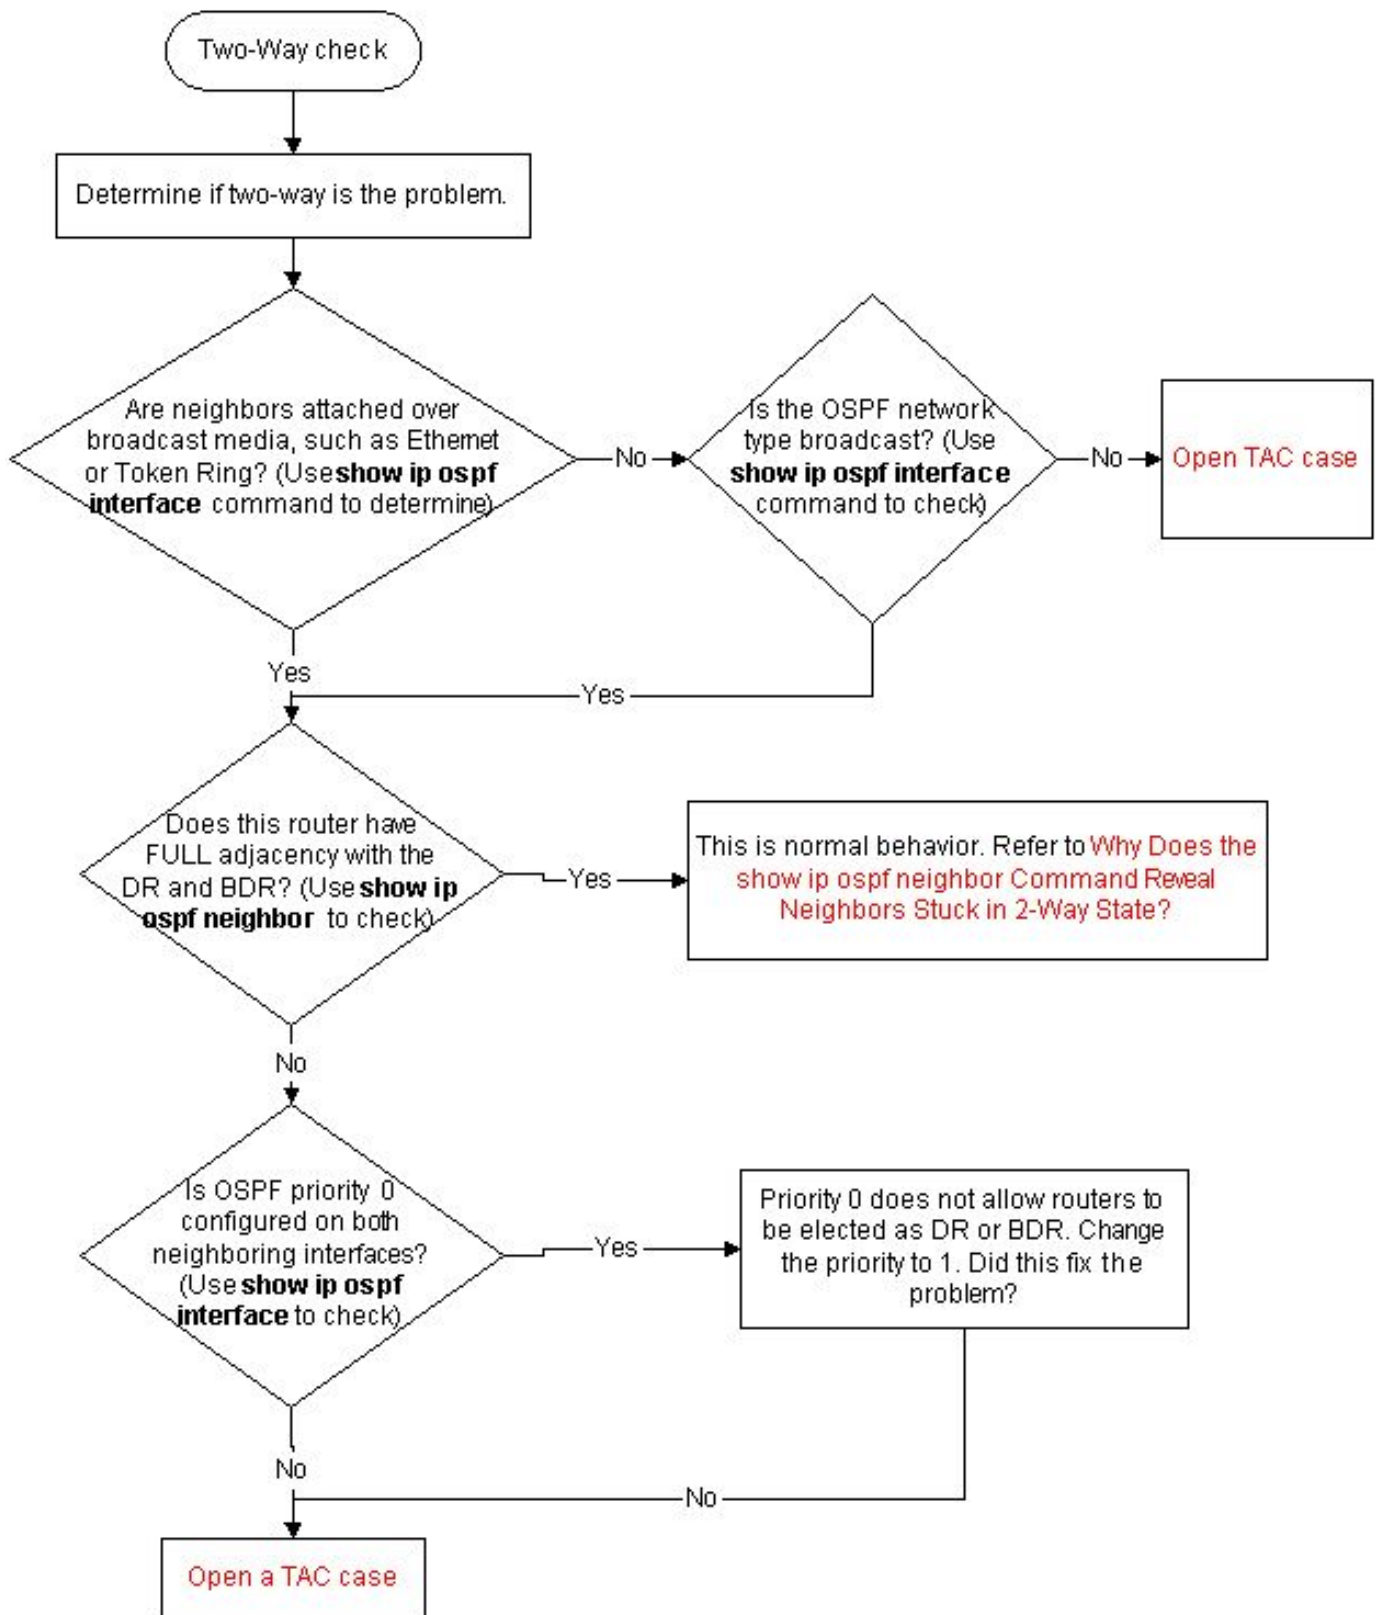 Two-Way check
Determine if two-way is the problem.
Are neighbors attached over
broadcast media, such as Ethernet
or Token Ring? (Use show ip ospf
interface command to determine)
No
Is the OSPF network
type broadcast? (Use
show ip ospf interface
command to check)
No
Open TAC case
Yes
Yes
Does this router have
FULL adjacency with the
DR and BDR? (Use show ip
ospf neighbor to check)
Yes
This is normal behavior. Refer to Why Does the
show ip ospf neighbor Command Reveal
Neighbors Stuck in 2-Way State?
No
Is OSPF priority 0
configured on both
neighboring interfaces?
(Use show ip ospf
interface to check)
Yes
Priority 0 does not allow routers to
be elected as DR or BDR. Change
the priority to 1. Did this fix the
problem?
No
No
Open a TAC case